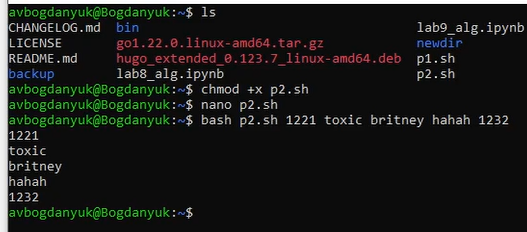 avbogdanyuk@Bogdanyuk:~$ ls
CHANGELOG.md bin lab9_alg.ipynb
LICENSE go1.22.0.linux-amd64.tar.gz newdir
README.md hugo_extended_0.123.7_linux-amd64.deb p1.sh
backup lab8_alg.ipynb p2.sh
avbogdanyuk@Bogdanyuk:~$ chmod +x p2.sh
avbogdanyuk@Bogdanyuk:~$ nano p2.sh
avbogdanyuk@Bogdanyuk:~$ bash p2.sh 1221 toxic britney hahah 1232
1221
toxic
britney
hahah
1232
avbogdanyuk@Bogdanyuk:~$